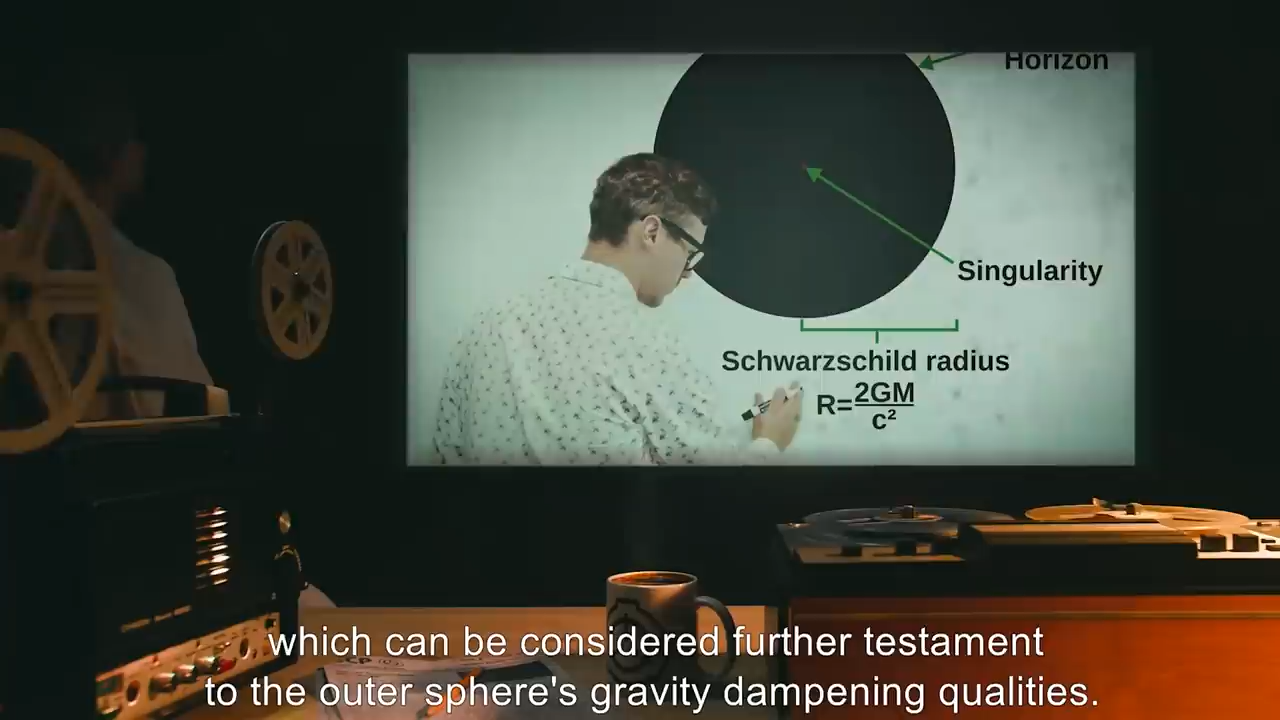 Horizon
Singularity
Schwarzschild radius
R=2GM
c²
CP
which can be considered further testament
to the outer sphere's gravity dampening qualities.